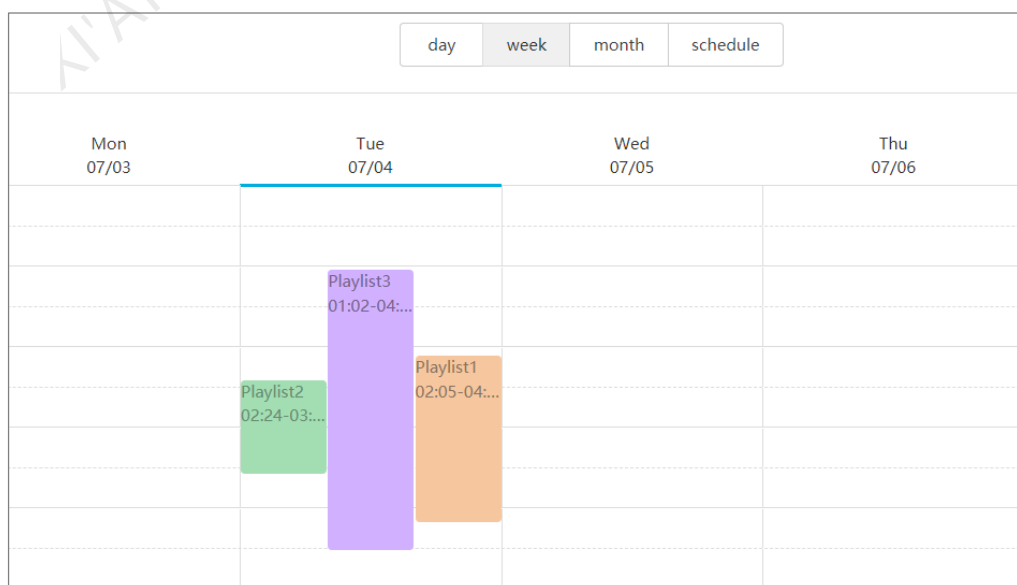 XI'A
day week month schedule
Mon Tue Wed Thu
07/03 07/04 07/05 07/06
Playlist3
01:02-04:...
Playlist1
02:05-04:...
Playlist2
02:24-03:...